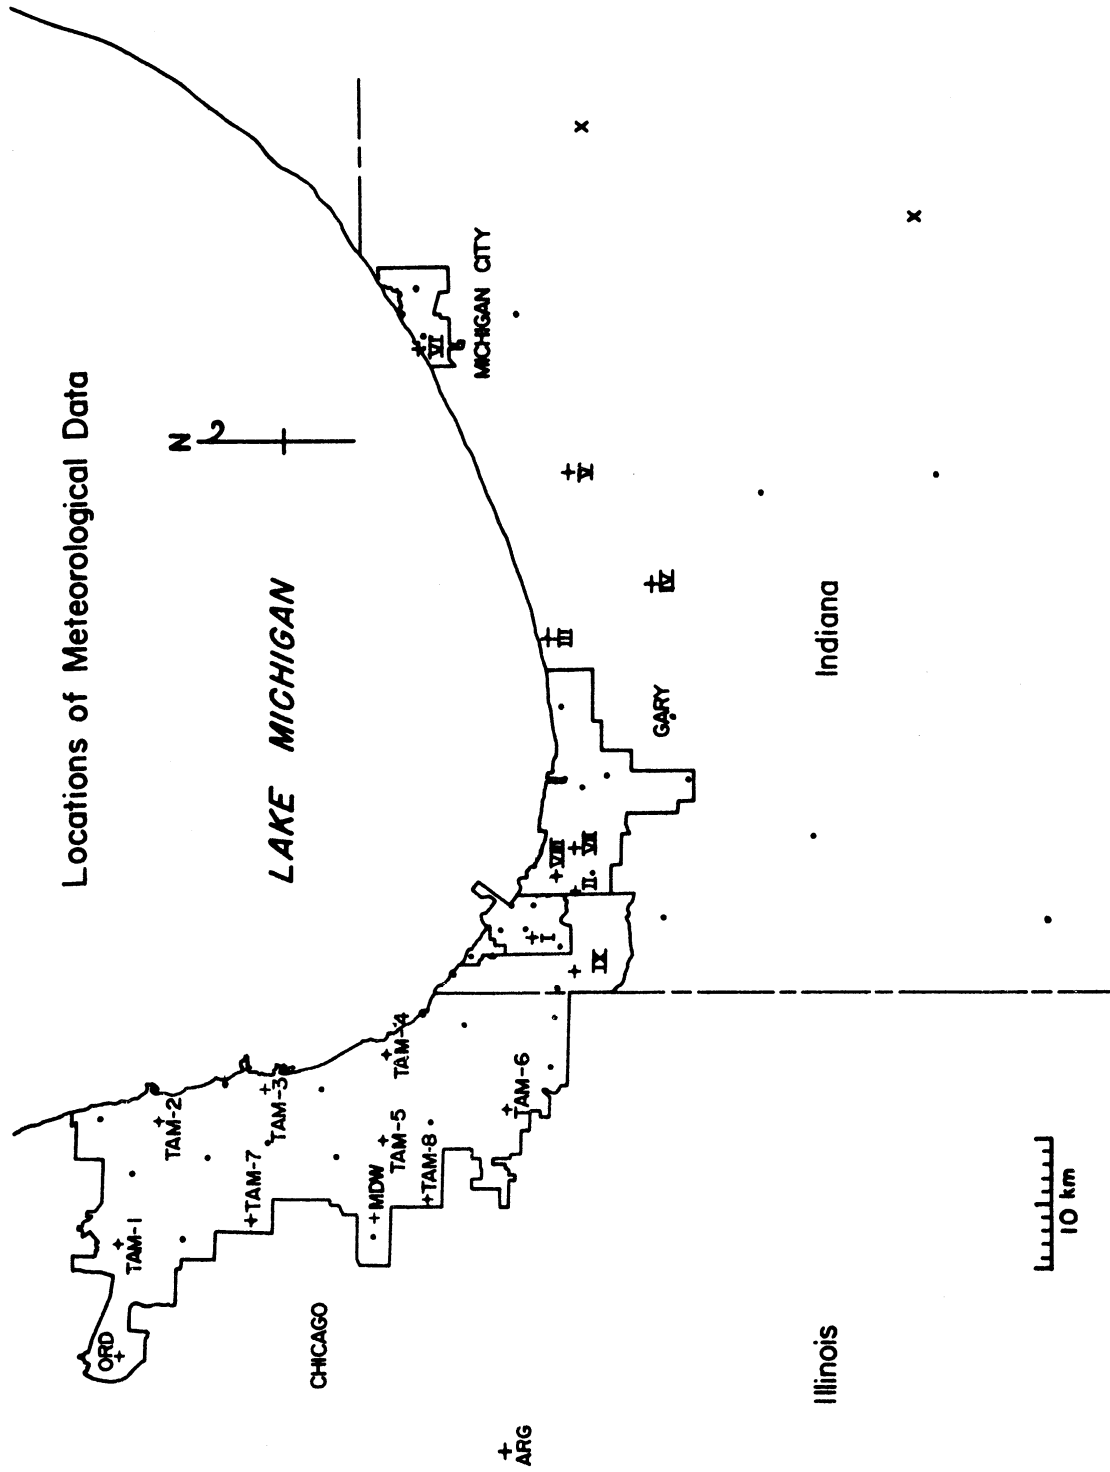 Locations of Meteorological Data
N
LAKE MICHIGAN
MICHIGAN CITY
VI
V
IV
III
GARY
Indiana
VIII
VII
II
I
IX
TAM-4
TAM-3
TAM-2
TAM-6
TAM-5
TAM-8
MDW
TAM-7
TAM-1
ORD
CHICAGO
ARG
Illinois
10 km